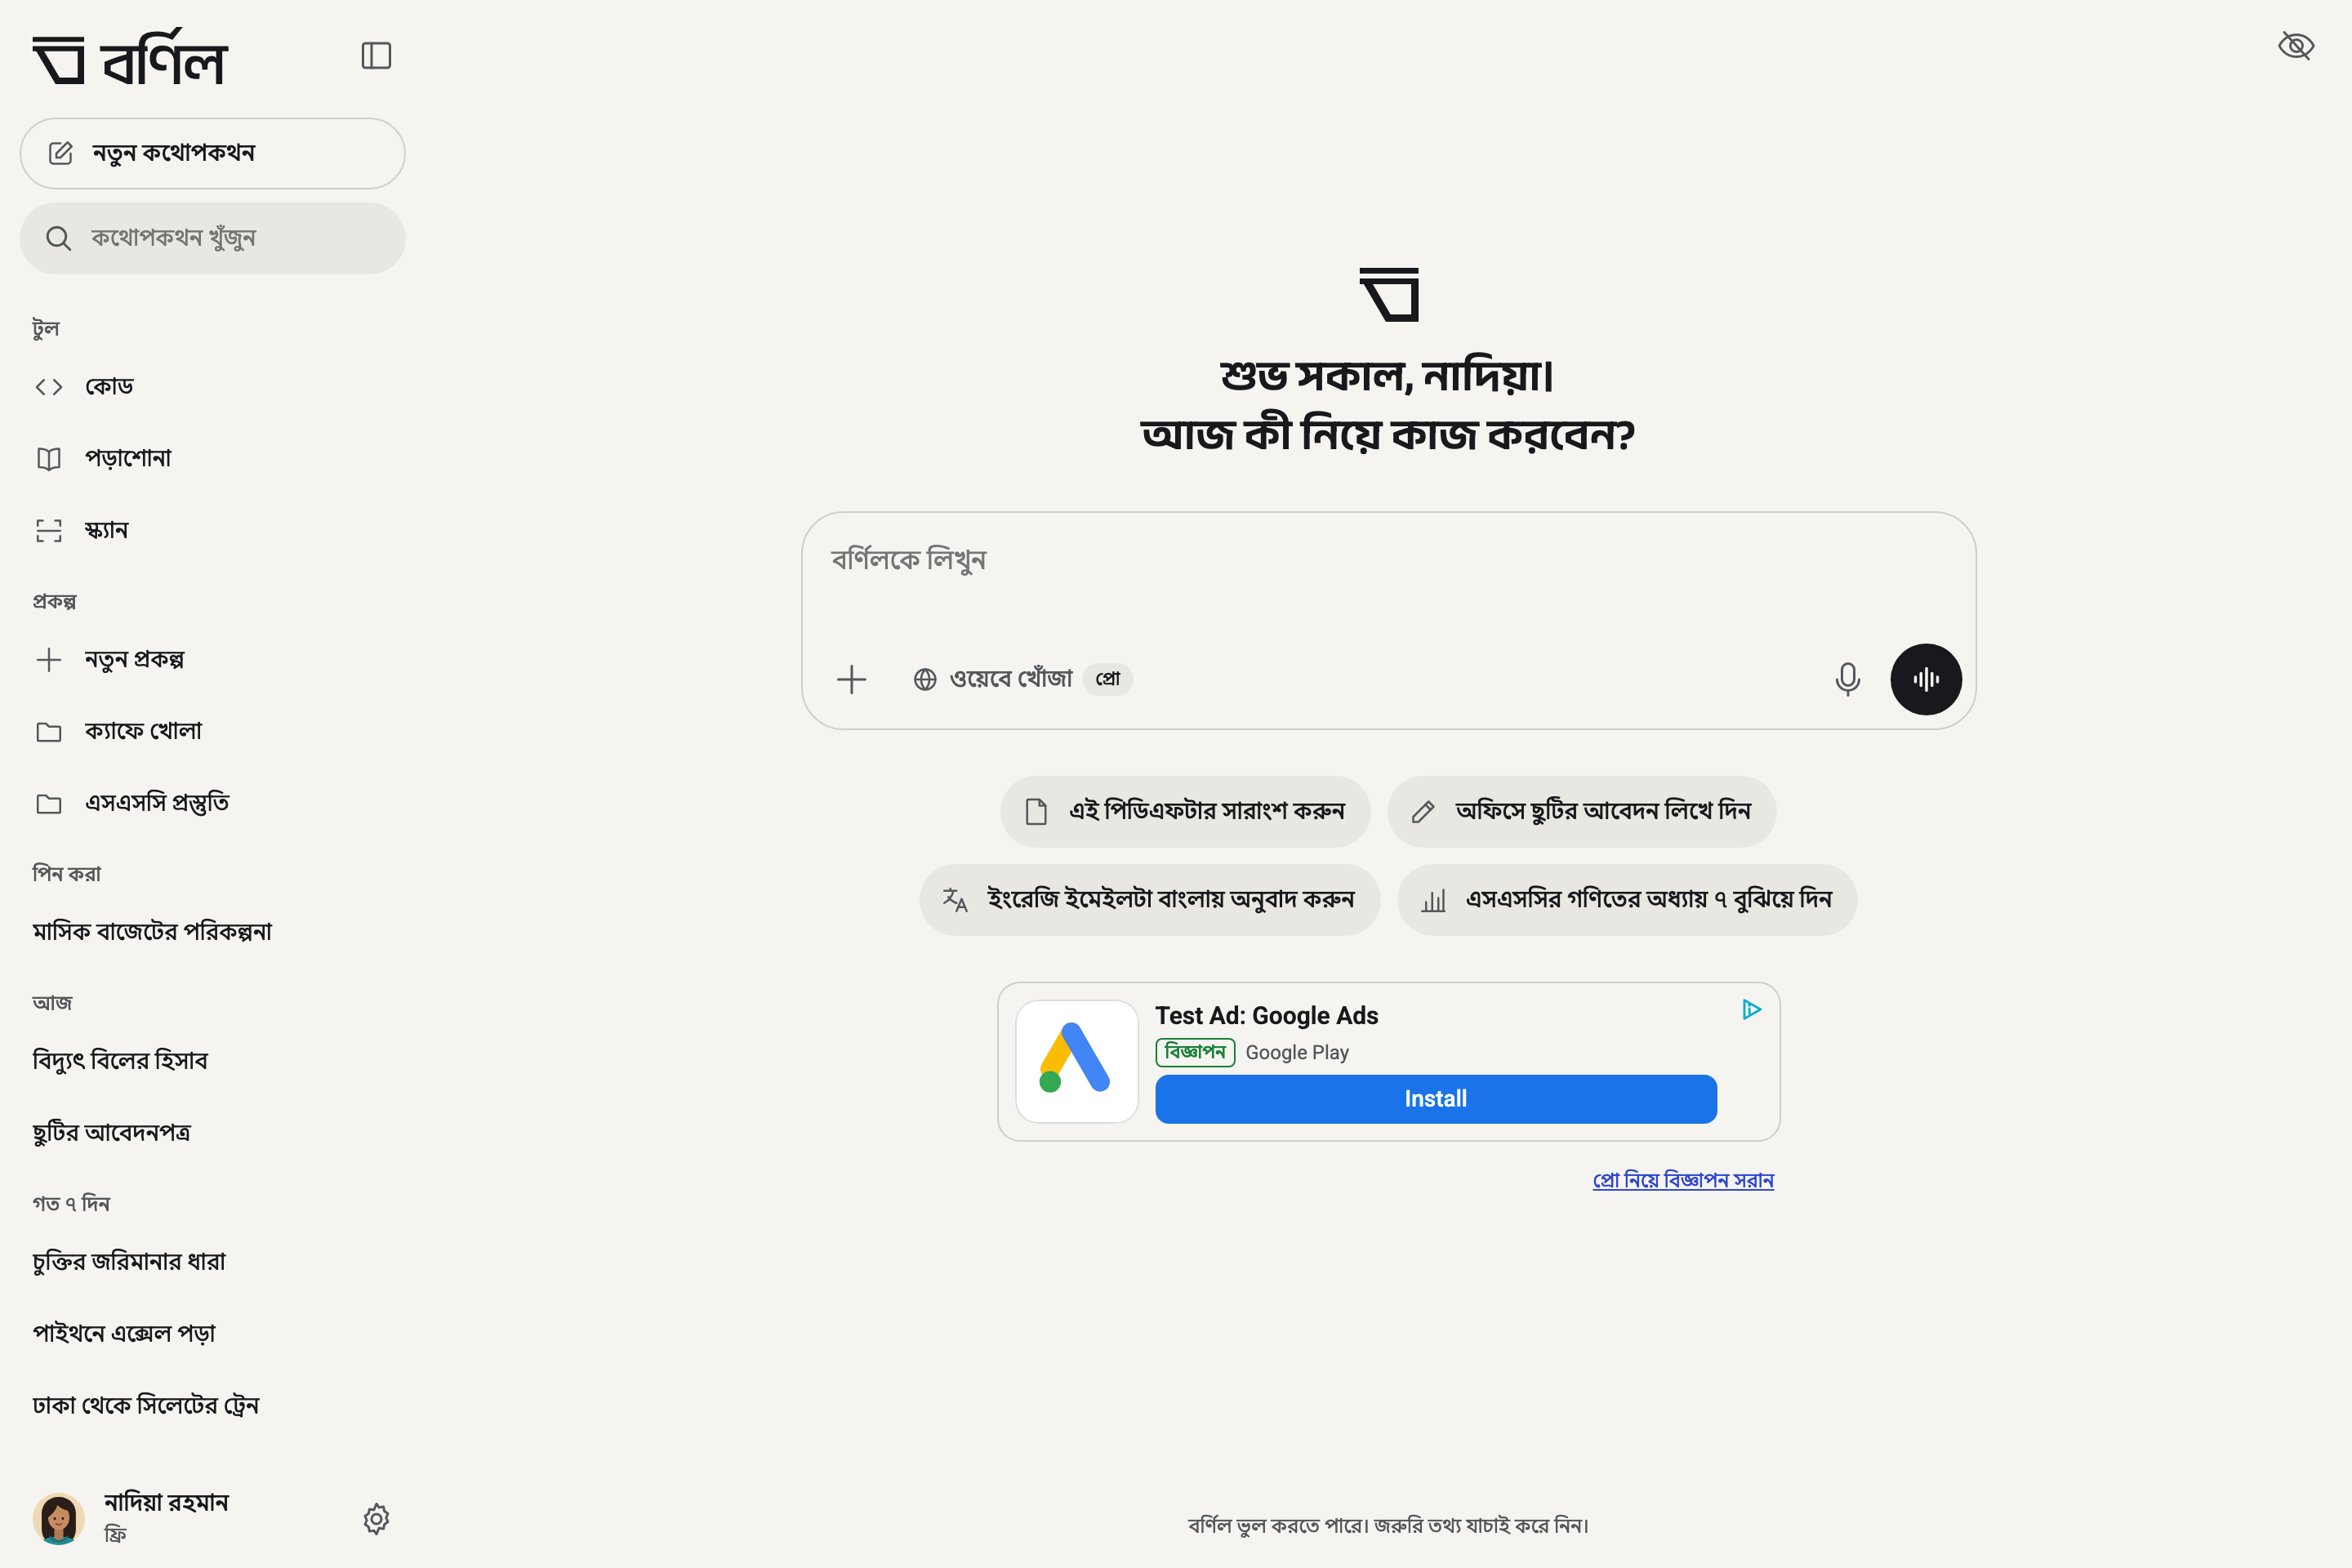 বর্ণিল
নতুন কথোপকথন
কথোপকথন খুঁজুন
টুল
কোড
পড়াশোনা
স্ক্যান
প্রকল্প
নতুন প্রকল্প
ক্যাফে খোলা
এসএসসি প্রস্তুতি
পিন করা
মাসিক বাজেটের পরিকল্পনা
আজ
বিদ্যুৎ বিলের হিসাব
ছুটির আবেদনপত্র
গত ৭ দিন
চুক্তির জরিমানার ধারা
পাইথনে এক্সেল পড়া
ঢাকা থেকে সিলেটের ট্রেন
নাদিয়া রহমান
ফ্রি
শুভ সকাল, নাদিয়া।
আজ কী নিয়ে কাজ করবেন?
বর্ণিলকে লিখুন
ওয়েবে খোঁজা প্রো
এই পিডিএফটার সারাংশ করুন
অফিসে ছুটির আবেদন লিখে দিন
ইংরেজি ইমেইলটা বাংলায় অনুবাদ করুন
এসএসসির গণিতের অধ্যায় ৭ বুঝিয়ে দিন
Test Ad: Google Ads
বিজ্ঞাপন Google Play
Install
প্রো নিয়ে বিজ্ঞাপন সরান
বর্ণিল ভুল করতে পারে। জরুরি তথ্য যাচাই করে নিন।